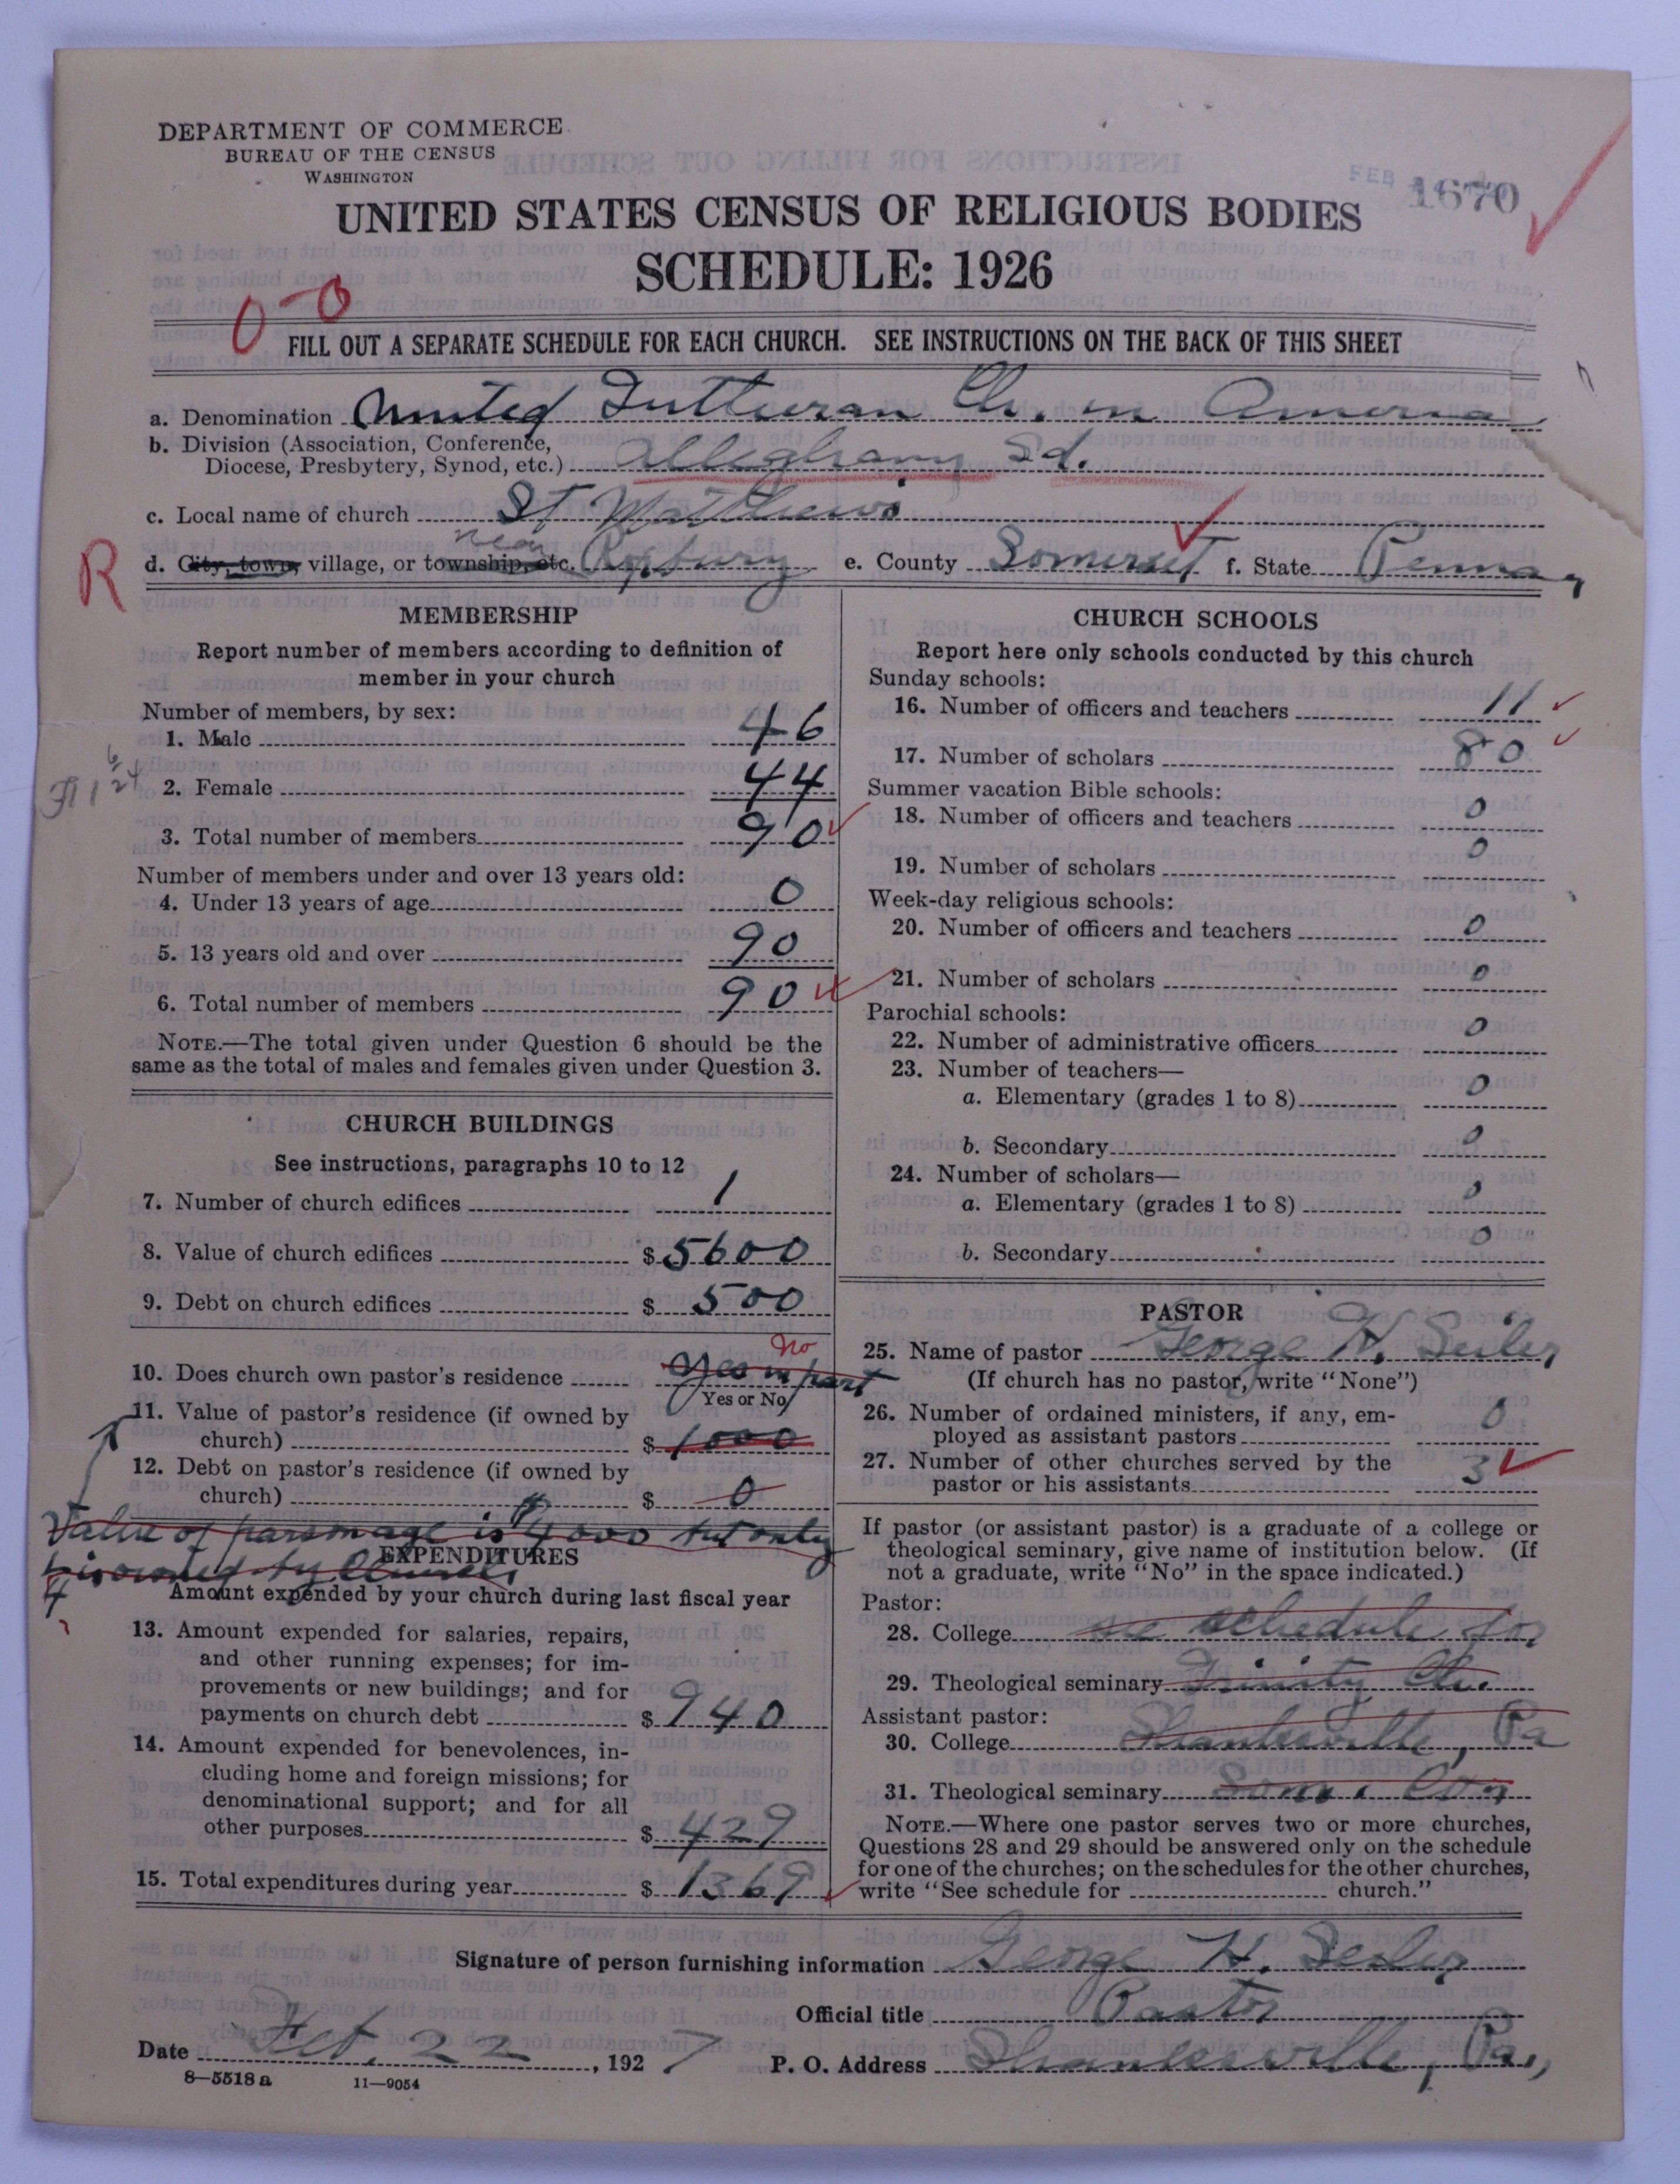 DEPARTMENT OF COMMERCE
BUREAU OF THE CENSUS
WASHINGTON
FEB
1670
UNITED STATES CENSUS OF RELIGIOUS BODIES
SCHEDULE: 1926
0-0
FILL OUT A SEPARATE SCHEDULE FOR EACH CHURCH. SEE INSTRUCTIONS ON THE BACK OF THIS SHEET
a. Denomination United Lutheran Ch. in America
b. Division (Association, Conference,
Diocese, Presbytery, Synod, etc.) Alleghany Sd.
c. Local name of church St Matthews
near
d. City, town, village, or township, etc. Roxbury e. County Somerset f. State Penna,
R
MEMBERSHIP
Report number of members according to definition of
member in your church
Number of members, by sex:
1. Male 46
2. Female 44
3. Total number of members 90
Number of members under and over 13 years old:
4. Under 13 years of age 0
5. 13 years old and over 90
6. Total number of members 90
NOTE.—The total given under Question 6 should be the
same as the total of males and females given under Question 3.
CHURCH BUILDINGS
See instructions, paragraphs 10 to 12
7. Number of church edifices 1
8. Value of church edifices $ 5600
9. Debt on church edifices $ 500
No
10. Does church own pastor's residence Yes in part
Yes or No
11. Value of pastor's residence (if owned by
church) $ 1000
12. Debt on pastor's residence (if owned by
church) $ 0
Value of parsonage is $4000 but only
¼ is owned by Church
EXPENDITURES
Amount expended by your church during last fiscal year
13. Amount expended for salaries, repairs,
and other running expenses; for im-
provements or new buildings; and for
payments on church debt $ 940
14. Amount expended for benevolences, in-
cluding home and foreign missions; for
denominational support; and for all
other purposes $ 429
15. Total expenditures during year $ 1369
CHURCH SCHOOLS
Report here only schools conducted by this church
Sunday schools:
16. Number of officers and teachers 11
17. Number of scholars 80
Summer vacation Bible schools:
18. Number of officers and teachers 0
19. Number of scholars 0
Week-day religious schools:
20. Number of officers and teachers 0
21. Number of scholars 0
Parochial schools:
22. Number of administrative officers 0
23. Number of teachers—
a. Elementary (grades 1 to 8) 0
b. Secondary 0
24. Number of scholars—
a. Elementary (grades 1 to 8) 0
b. Secondary 0
PASTOR
25. Name of pastor George H. Seiler
(If church has no pastor, write "None")
26. Number of ordained ministers, if any, em-
ployed as assistant pastors 0
27. Number of other churches served by the
pastor or his assistants 3
If pastor (or assistant pastor) is a graduate of a college or
theological seminary, give name of institution below. (If
not a graduate, write "No" in the space indicated.)
Pastor:
28. College see schedule for
29. Theological seminary Trinity Ch.
Assistant pastor:
30. College Shanksville, Pa
31. Theological seminary Som. Co
NOTE.—Where one pastor serves two or more churches,
Questions 28 and 29 should be answered only on the schedule
for one of the churches; on the schedules for the other churches,
write "See schedule for church."
Signature of person furnishing information George H. Seiler
Official title Pastor
Date Feb. 22, 1927 P. O. Address Shanksville, Pa.,
8—5518 a 11—9054